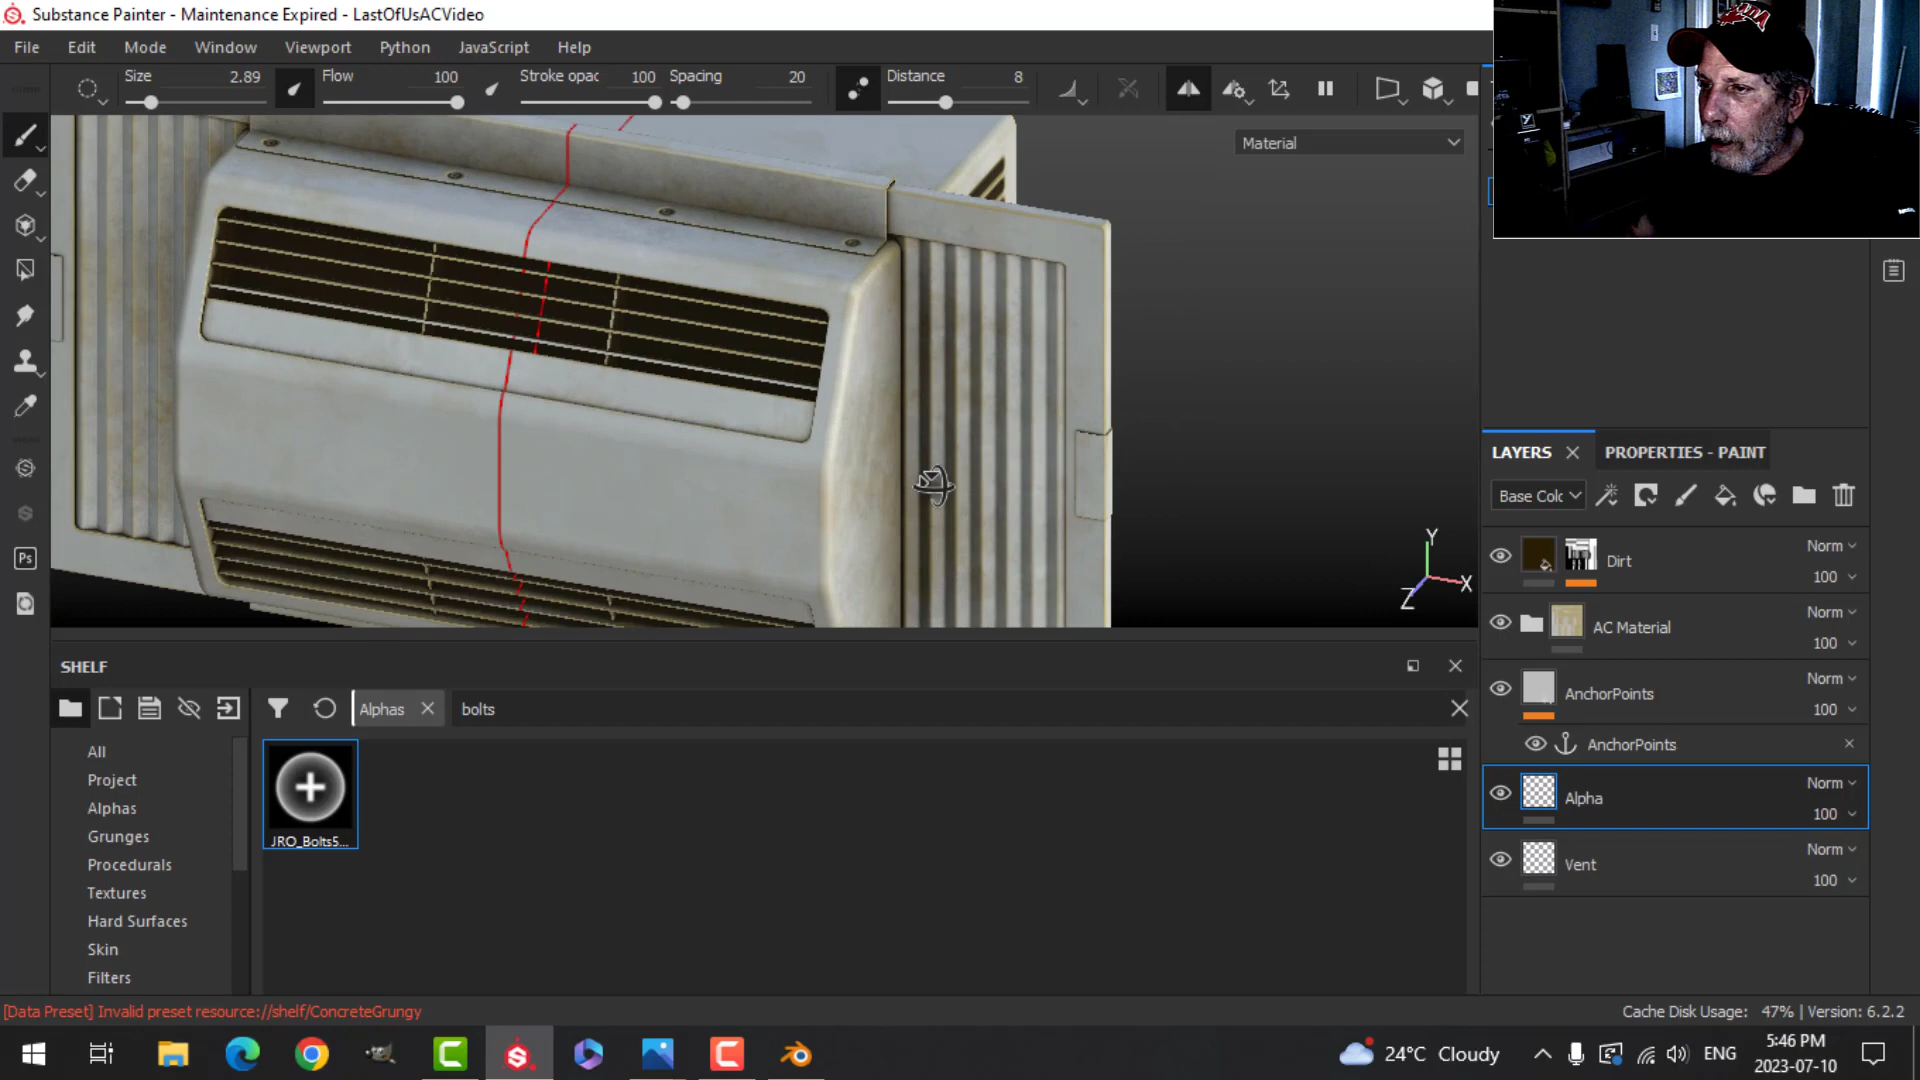 Substance Painter - Maintenance Expired - LastOfUsACVideo
File Edit Mode Window Viewport Python JavaScript Help
Size 2.89 Flow 100 Stroke opac 100 Spacing 20 Distance 8
Material
Y
X
Z
LAYERS PROPERTIES - PAINT
Base Colc
Norm
Dirt
100
Norm
AC Material
100
Norm
AnchorPoints
100
AnchorPoints
Norm
Alpha
100
Norm
Vent
100
SHELF
Alphas bolts
All
Project
Alphas
Grunges
Procedurals
Textures
Hard Surfaces
Skin
Filters
JRO_Bolts5...
[Data Preset] Invalid preset resource://shelf/ConcreteGrungy
Cache Disk Usage: 47% | Version: 6.2.2
Ps
24°C Cloudy
ENG
5:46 PM
2023-07-10